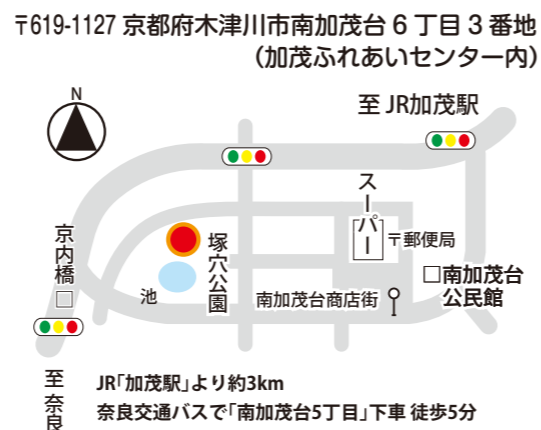 〒619-1127 京都府木津川市南加茂台６丁目３番地
（加茂ふれあいセンター内）
至 JR加茂駅
N
スーパー
〒郵便局
京内橋
塚穴公園
池
南加茂台商店街
南加茂台
公民館
至 奈良
JR「加茂駅」より約3km
奈良交通バスで「南加茂台5丁目」下車 徒歩5分